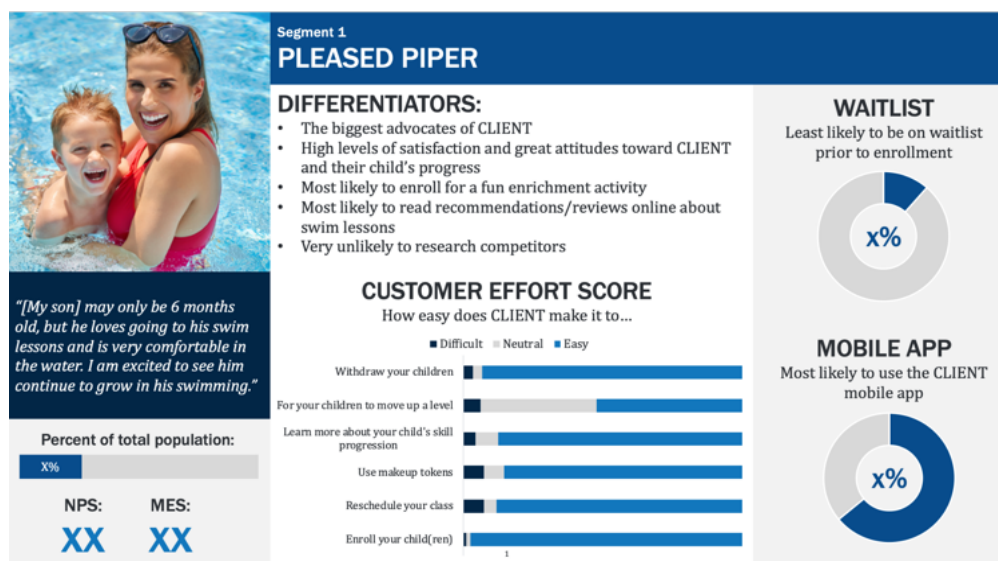 Segment 1
PLEASED PIPER
DIFFERENTIATORS:
• The biggest advocates of CLIENT
• High levels of satisfaction and great attitudes toward CLIENT
and their child's progress
• Most likely to enroll for a fun enrichment activity
• Most likely to read recommendations/reviews online about
swim lessons
• Very unlikely to research competitors
"[My son] may only be 6 months
old, but he loves going to his swim
lessons and is very comfortable in
the water. I am excited to see him
continue to grow in his swimming."
Percent of total population:
X%
NPS:
MES:
XX
XX
CUSTOMER EFFORT SCORE
How easy does CLIENT make it to...
Difficult Neutral Easy
Withdraw your children
For your children to move up a level
Learn more about your child's skill
progression
Use makeup tokens
Reschedule your class
Enroll your child(ren)
1
WAITLIST
Least likely to be on waitlist
prior to enrollment
x%
MOBILE APP
Most likely to use the CLIENT
mobile app
x%